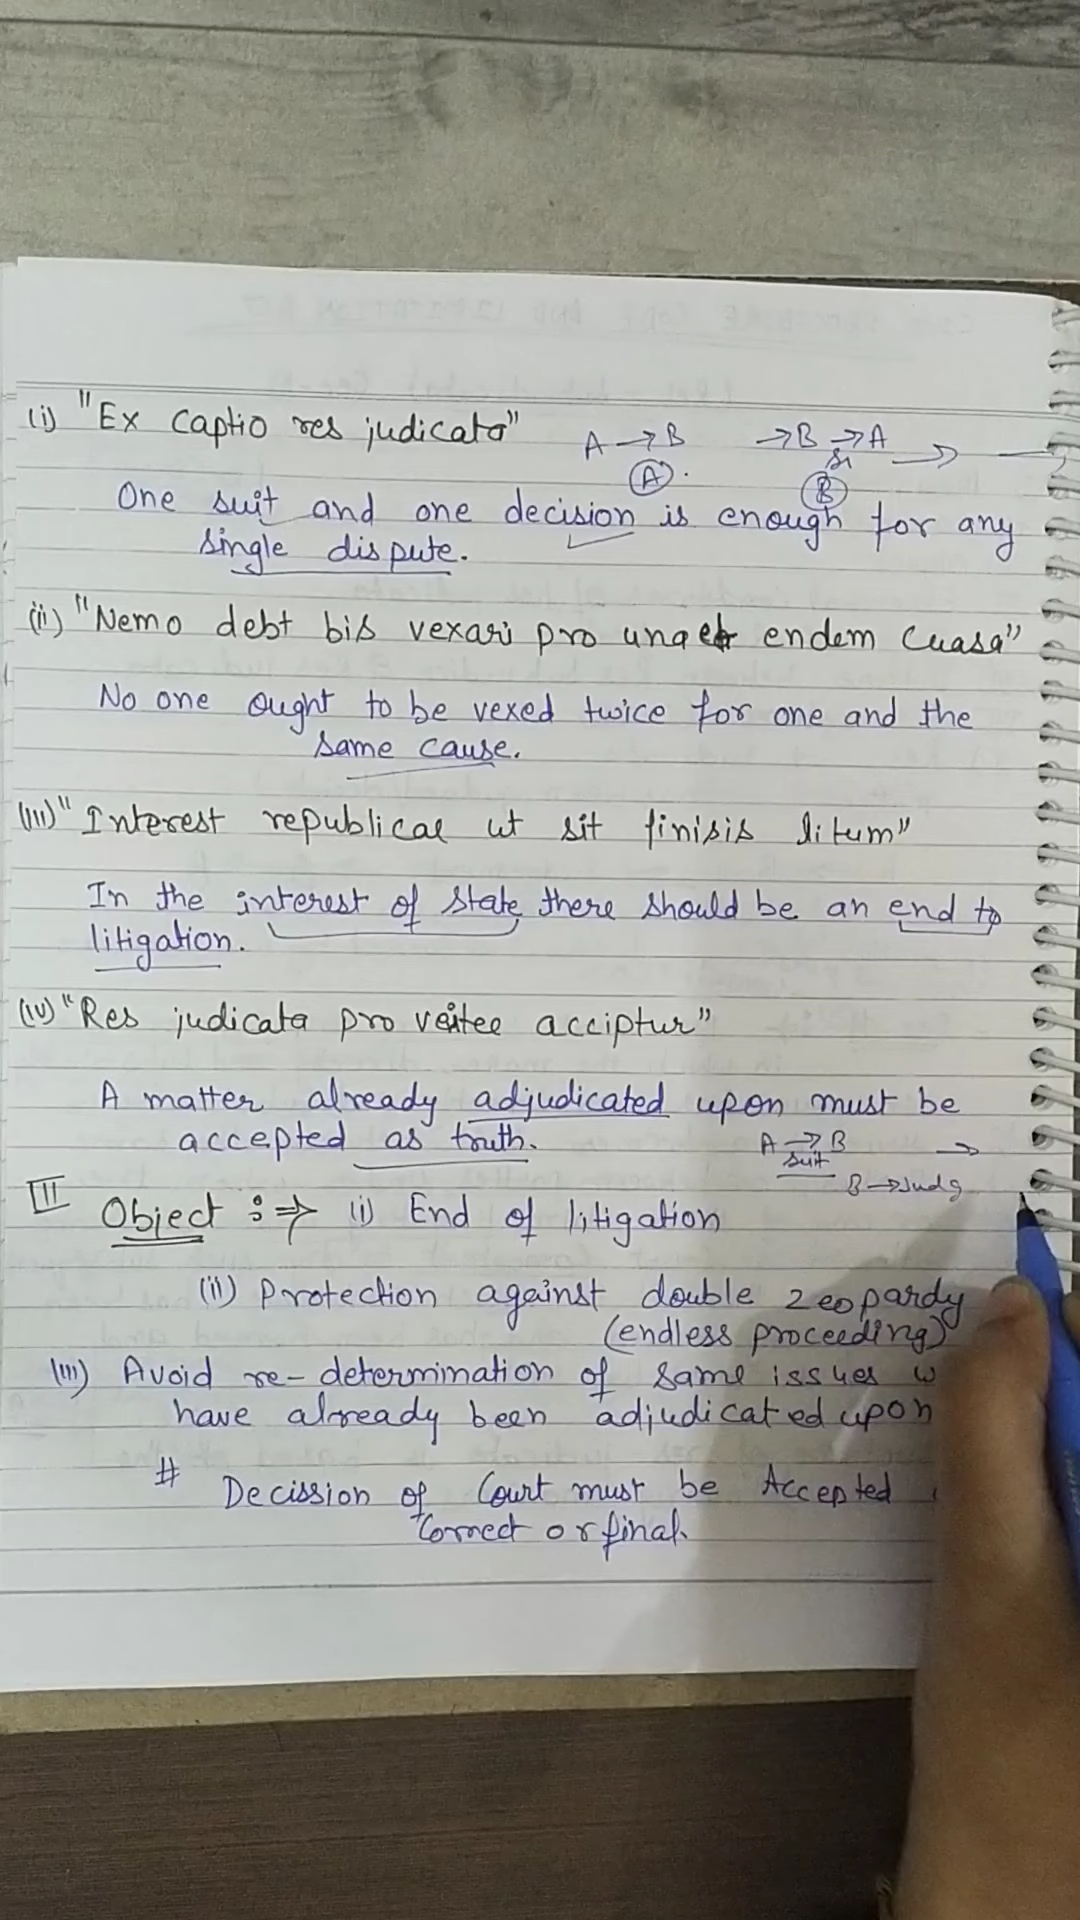 (i) "Ex Captio res judicata" A → B → B → A
(A) (B)
One suit and one decision is enough for any
single dispute.
(ii) "Nemo debt bis vexari pro una et endem Cuasa"
No one ought to be vexed twice for one and the
same cause.
(III) "Interest republicae ut sit finisis litum"
In the interest of State there should be an end to
litigation.
(IV) "Res judicata pro acciptur"
A matter already adjudicated upon must be
accepted as truth. A → B →
suit
B → Judg
III Object :⇒ (i) End of litigation
(ii) Protection against double zeopardy
(endless proceeding)
(III) Avoid re-determination of same issues w
have already been adjudicated upon
# Decission of Court must be Accepted
Correct or final.